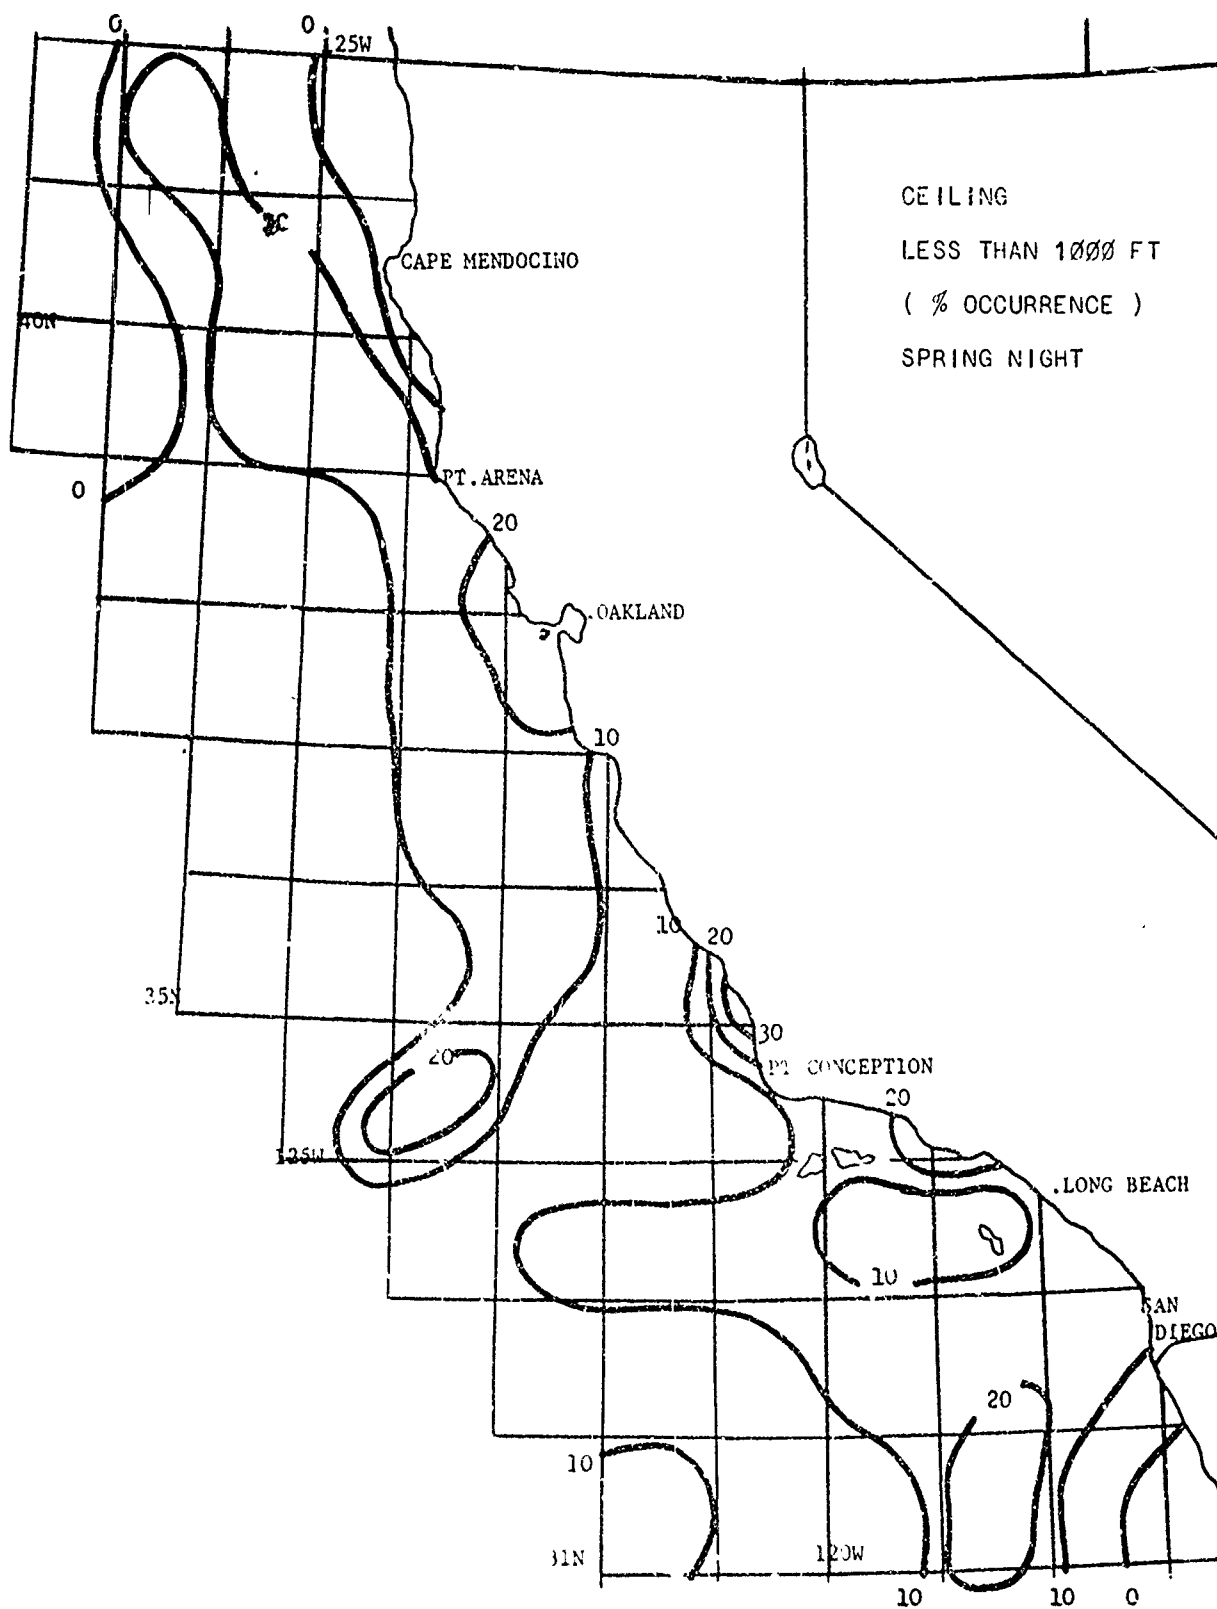 0
0
25W
CEILING
LESS THAN 1000 FT
( % OCCURRENCE )
SPRING NIGHT
CAPE MENDOCINO
40N
PT.ARENA
0
20
.OAKLAND
10
10
20
35N
30
20
PT CONCEPTION
20
125W
.LONG BEACH
10
SAN
DIEGO
20
10
31N
120W
10
10
0